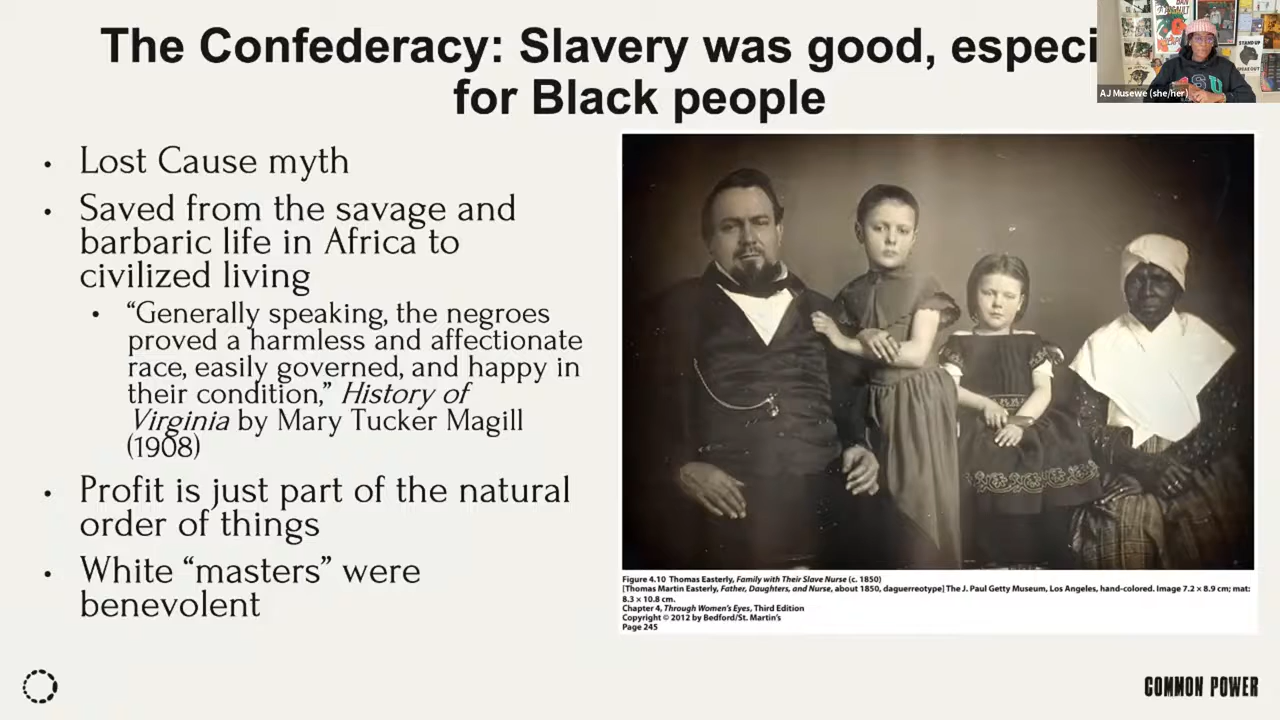 The Confederacy: Slavery was good, especi
for Black people
AJ Musewe (she/her)
• Lost Cause myth
• Saved from the savage and
barbaric life in Africa to
civilized living
• “Generally speaking, the negroes
proved a harmless and affectionate
race, easily governed, and happy in
their condition,” History of
Virginia by Mary Tucker Magill
(1908)
• Profit is just part of the natural
order of things
• White “masters” were
benevolent
Figure 4.10 Thomas Easterly, Family with Their Slave Nurse (c. 1850)
[Thomas Martin Easterly, Father, Daughters, and Nurse, about 1850, daguerreotype] The J. Paul Getty Museum, Los Angeles, hand-colored. Image 7.2 × 8.9 cm; mat:
8.3 × 10.8 cm.
Chapter 4, Through Women’s Eyes, Third Edition
Copyright © 2012 by Bedford/St. Martin’s
Page 245
COMMON POWER